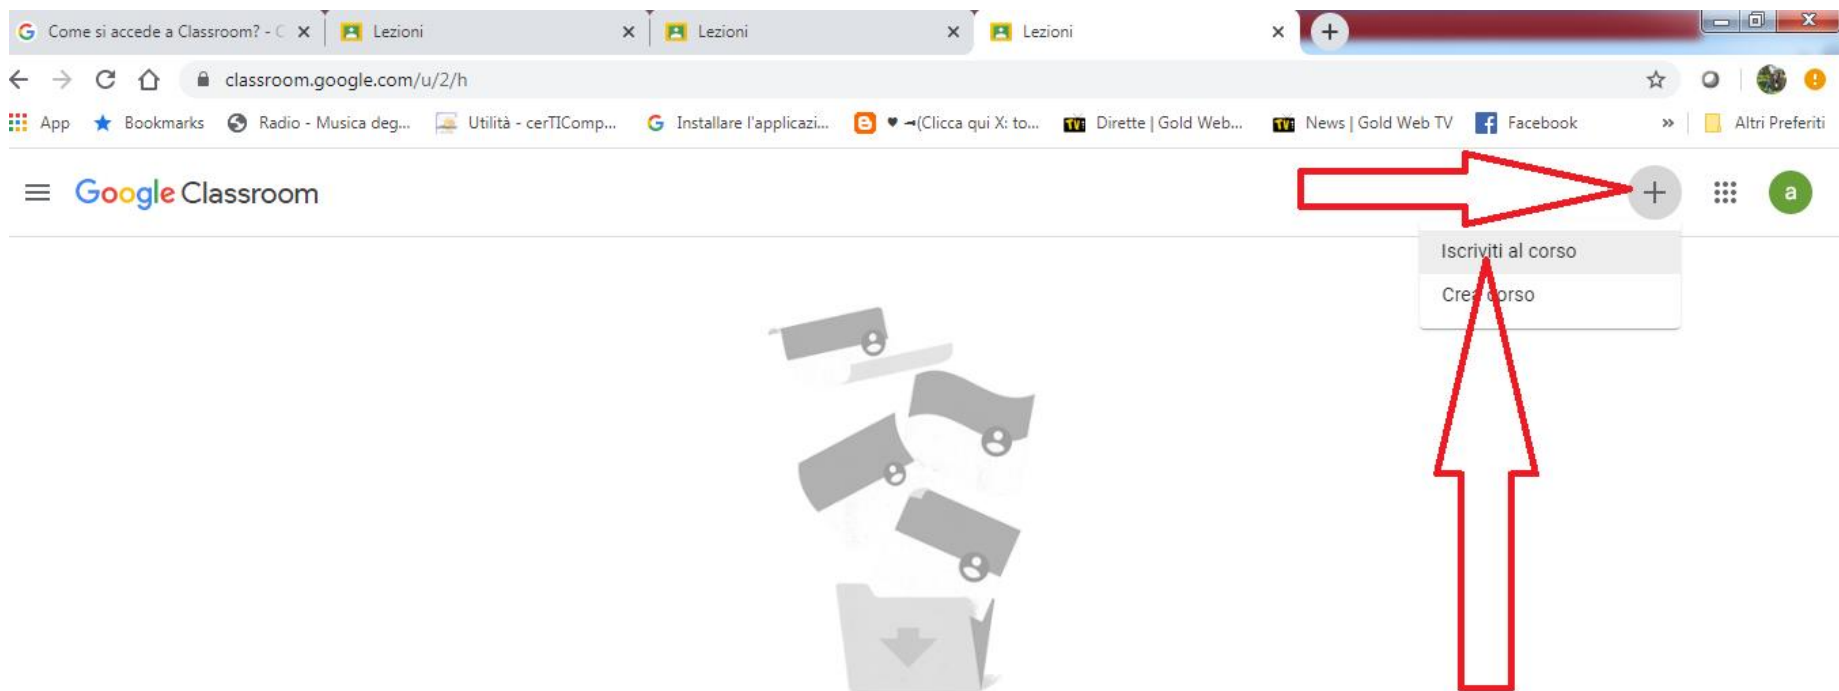 Come si accede a Classroom? - C
Lezioni
Lezioni
Lezioni
classroom.google.com/u/2/h
App Bookmarks Radio - Musica deg... Utilità - cerTIComp... Installare l'applicazi... ♥ ⊸(Clicca qui X: to... Dirette | Gold Web... News | Gold Web TV Facebook » Altri Preferiti
Google Classroom
a
Iscriviti al corso
Crea corso